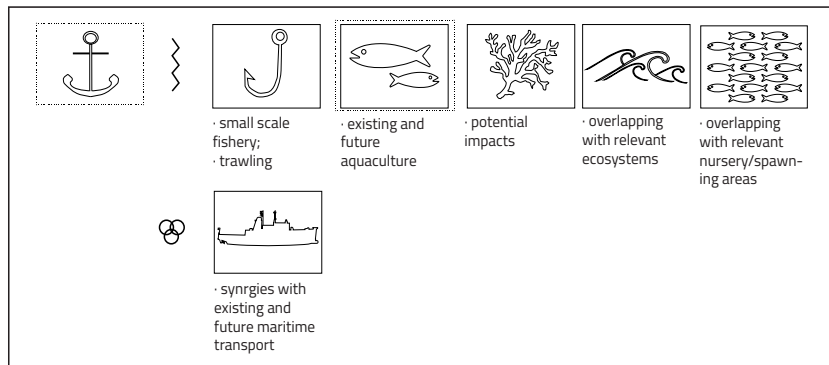 · small scale
fishery;
· trawling
· existing and
future
aquaculture
· potential
impacts
· overlapping
with relevant
ecosystems
· overlapping
with relevant
nursery/spawn-
ing areas
· synrgies with
existing and
future maritime
transport